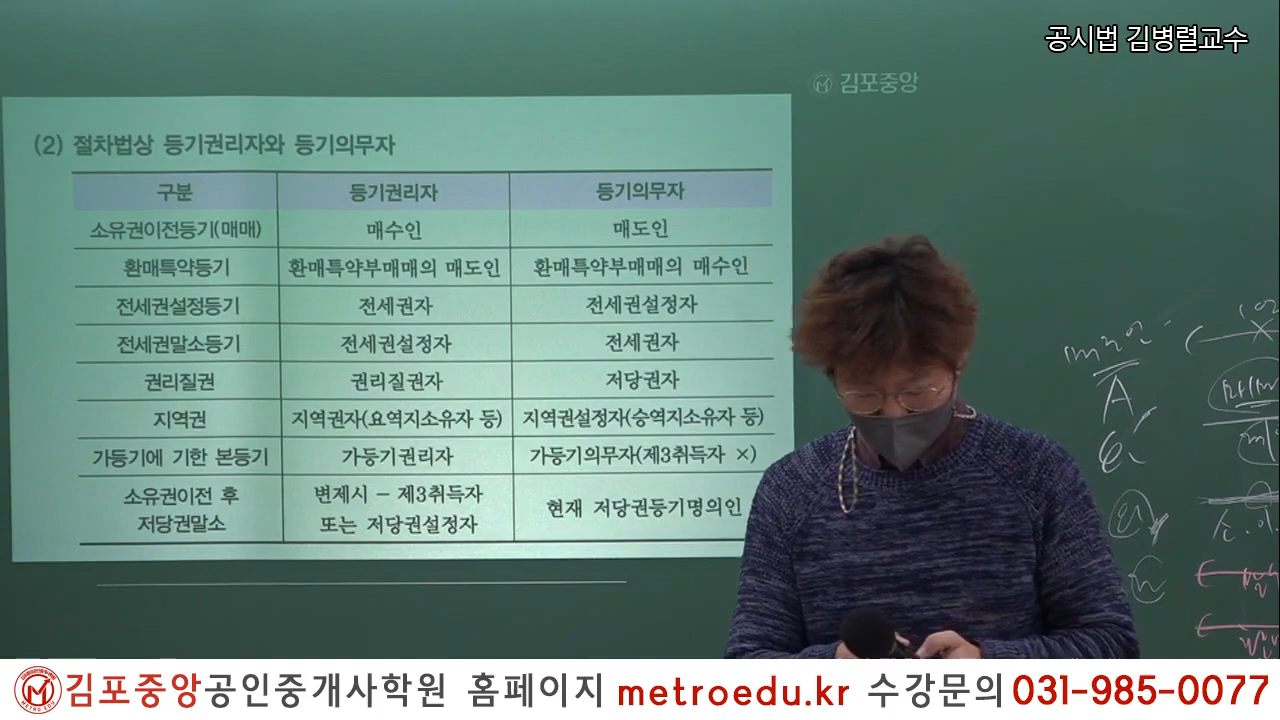 공시법 김병렬교수
김포중앙
(2) 절차법상 등기권리자와 등기의무자
구분 등기권리자 등기의무자
소유권이전등기(매매) 매수인 매도인
환매특약등기 환매특약부매매의 매도인 환매특약부매매의 매수인
전세권설정등기 전세권자 전세권설정자
전세권말소등기 전세권설정자 전세권자
권리질권 권리질권자 저당권자
지역권 지역권자(요역지소유자 등) 지역권설정자(승역지소유자 등)
가등기에 기한 본등기 가등기권리자 가등기의무자(제3취득자 ×)
소유권이전 후 저당권말소 변제시 - 제3취득자 또는 저당권설정자 현재 저당권등기명의인
A
김포중앙공인중개사학원 홈페이지 metroedu.kr 수강문의 031-985-0077